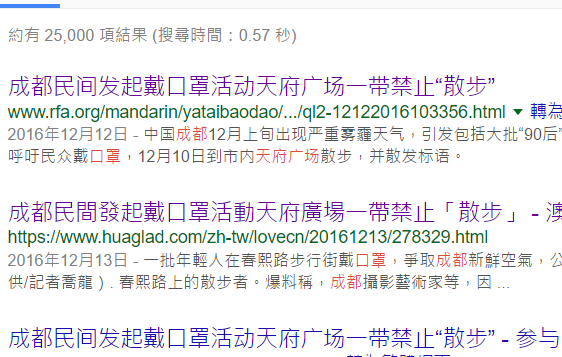 約有 25,000 項結果 (搜尋時間：0.57 秒)
成都民间发起戴口罩活动天府广场一带禁止“散步”
www.rfa.org/mandarin/yataibaodao/.../ql2-12122016103356.html ▼ 轉為
2016年12月12日 - 中国成都12月上旬出现严重雾霾天气，引发包括大批“90后”
呼吁民众戴口罩，12月10日到市内天府广场散步，并散发标语。
成都民間發起戴口罩活動天府廣場一帶禁止「散步」 - 澳
https://www.huaglad.com/zh-tw/lovecn/20161213/278329.html
2016年12月13日 - 一批年輕人在春熙路步行街戴口罩，爭取成都新鮮空氣，公
供/記者喬龍）. 春熙路上的散步者。爆料稱，成都攝影藝術家等，因 ...
成都民间发起戴口罩活动天府广场一带禁止“散步” - 参与